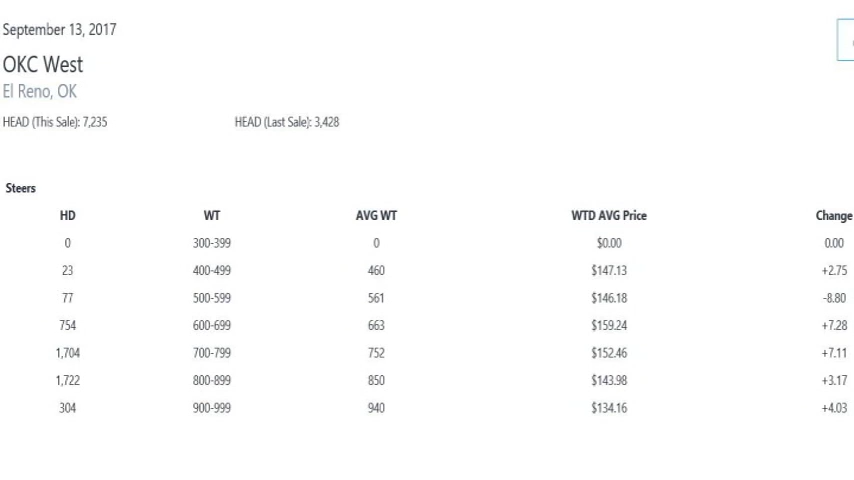 September 13, 2017
OKC West
El Reno, OK
HEAD (This Sale): 7,235 HEAD (Last Sale): 3,428
Steers
HD WT AVG WT WTD AVG Price Change
0 300-399 0 $0.00 0.00
23 400-499 460 $147.13 +2.75
77 500-599 561 $146.18 -8.80
754 600-699 663 $159.24 +7.28
1,704 700-799 752 $152.46 +7.11
1,722 800-899 850 $143.98 +3.17
304 900-999 940 $134.16 +4.03